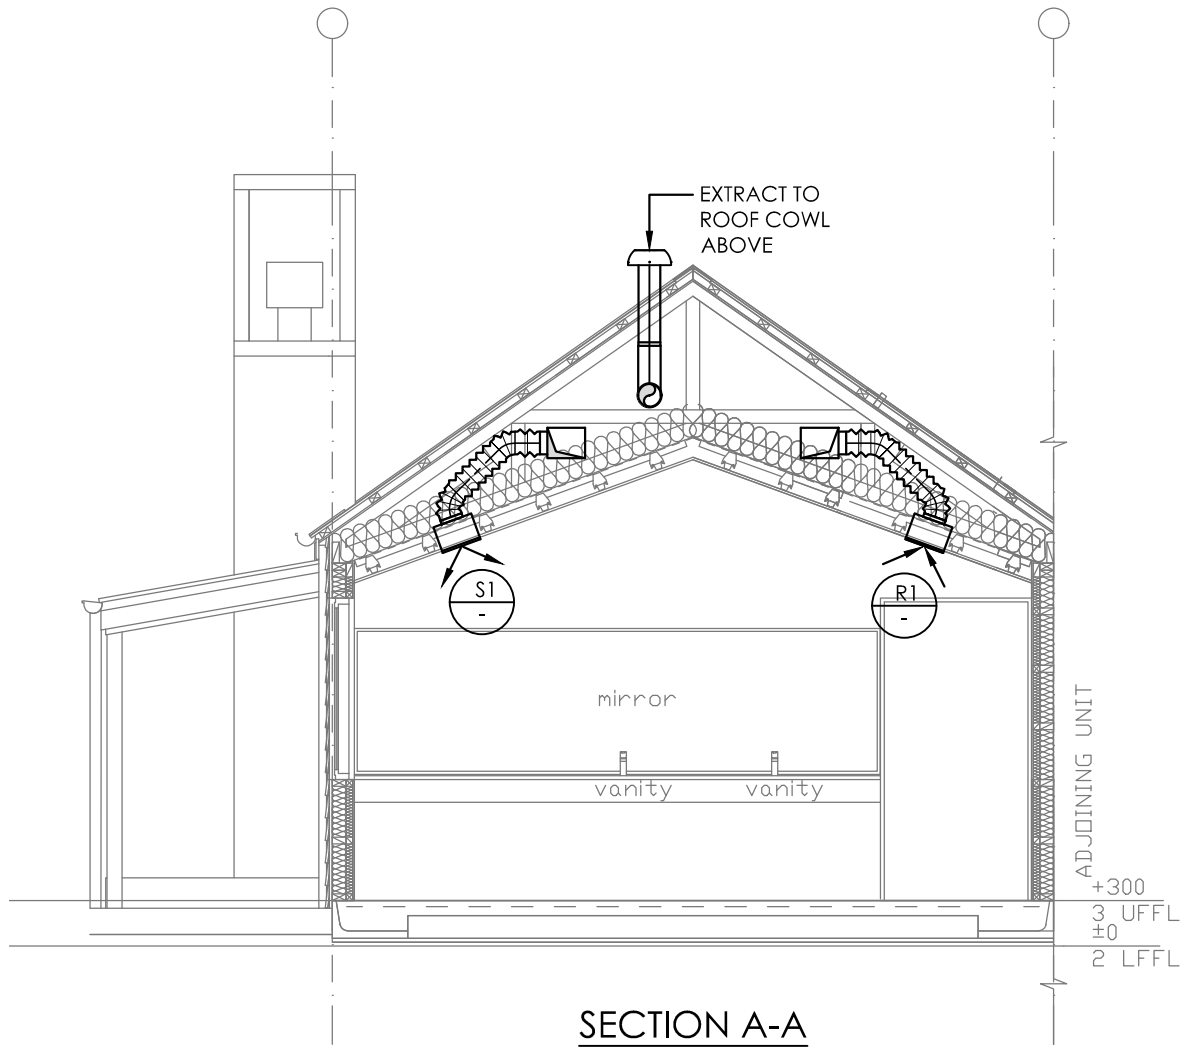 EXTRACT TO
ROOF COWL
ABOVE
S1
-
R1
-
mirror
vanity
vanity
ADJOINING UNIT
+300
3 UFFL
±0
2 LFFL
SECTION A-A